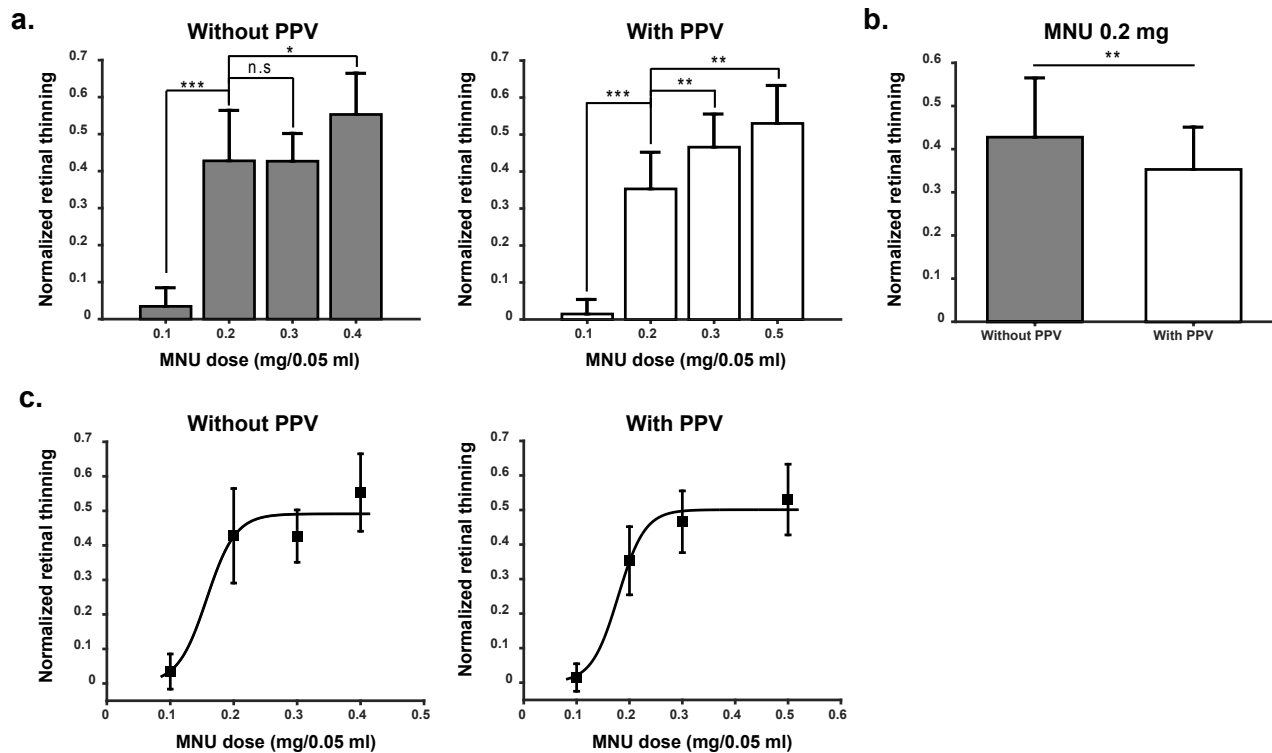 a.
Without PPV
Normalized retinal thinning
0.7
0.6
0.5
0.4
0.3
0.2
0.1
0
***
n.s
*
0.1 0.2 0.3 0.4
MNU dose (mg/0.05 ml)
With PPV
Normalized retinal thinning
0.7
0.6
0.5
0.4
0.3
0.2
0.1
0
***
**
**
0.1 0.2 0.3 0.5
MNU dose (mg/0.05 ml)
b.
MNU 0.2 mg
Normalized retinal thinning
0.6
0.5
0.4
0.3
0.2
0.1
0
**
Without PPV With PPV
c.
Without PPV
Normalized retinal thinning
0.7
0.6
0.5
0.4
0.3
0.2
0.1
0
0 0.1 0.2 0.3 0.4 0.5
MNU dose (mg/0.05 ml)
With PPV
Normalized retinal thinning
0.7
0.6
0.5
0.4
0.3
0.2
0.1
0
0 0.1 0.2 0.3 0.4 0.5 0.6
MNU dose (mg/0.05 ml)